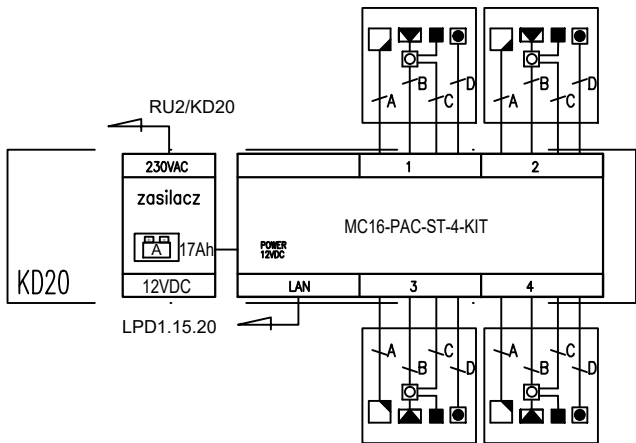 A B C D
A B C D
RU2/KD20
230VAC
1
2
zasilacz
MC16-PAC-ST-4-KIT
A
17Ah
POWER
12VDC
KD20
12VDC
LAN
3
4
LPD1.15.20
A B C D
A B C D